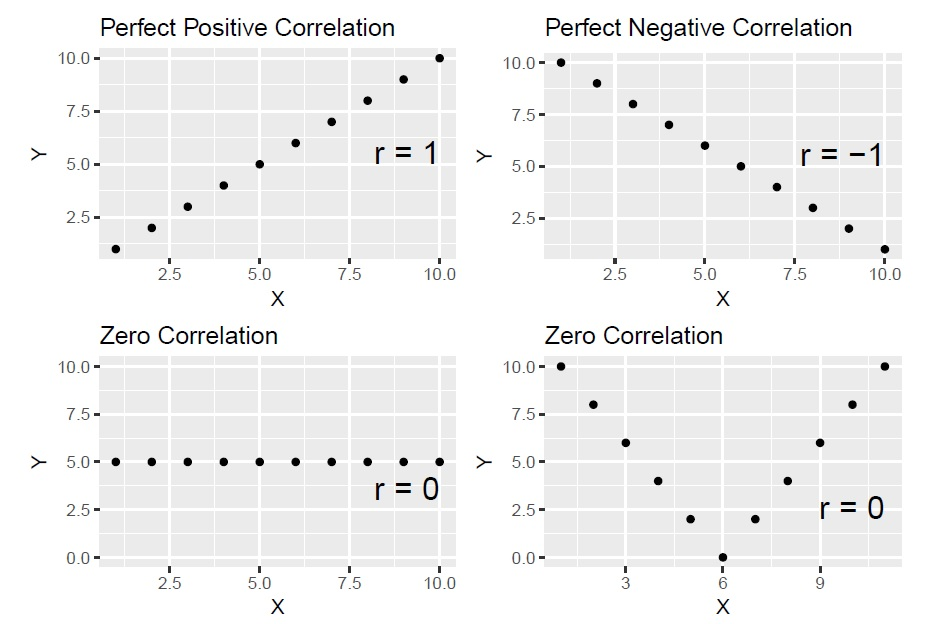 Perfect Positive Correlation
10.0
7.5
5.0
2.5
Y
r = 1
2.5 5.0 7.5 10.0
X
Perfect Negative Correlation
10.0
7.5
5.0
2.5
Y
r = −1
2.5 5.0 7.5 10.0
X
Zero Correlation
10.0
7.5
5.0
2.5
0.0
Y
r = 0
2.5 5.0 7.5 10.0
X
Zero Correlation
10.0
7.5
5.0
2.5
0.0
Y
r = 0
3 6 9
X